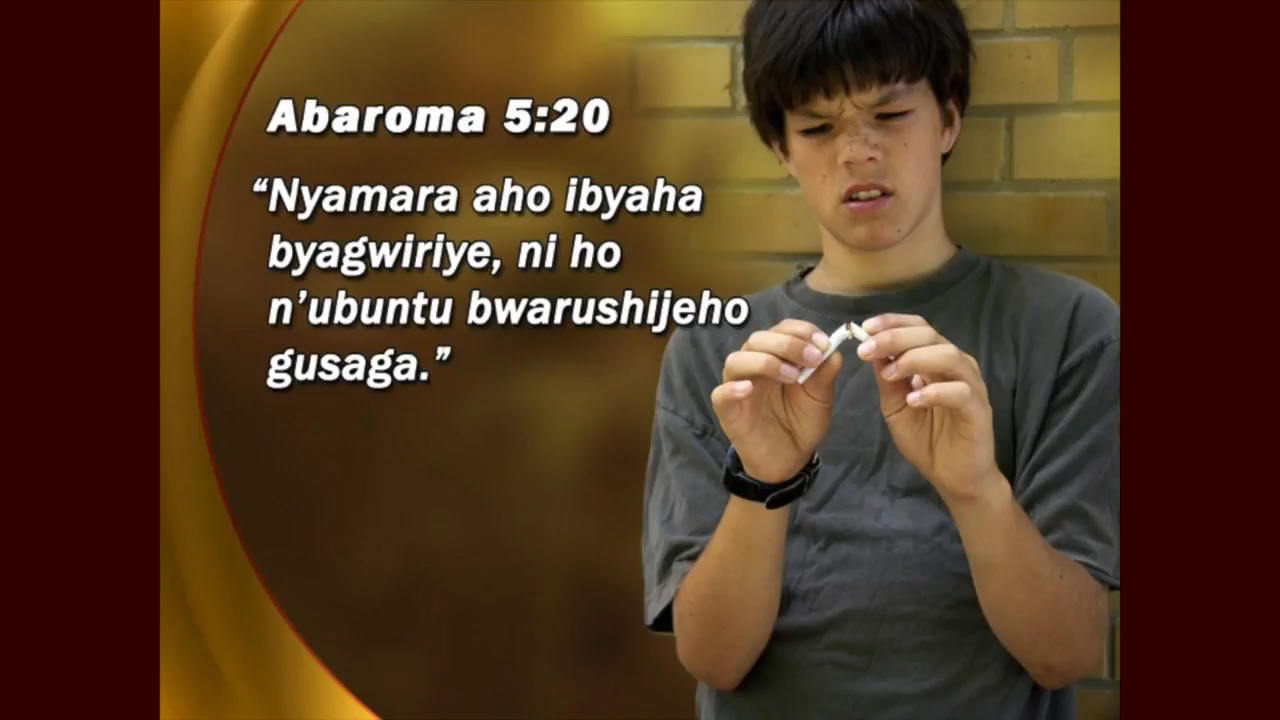 Abaroma 5:20
“Nyamara aho ibyaha
byagwiriye, ni ho
n’ubuntu bwarushijeho
gusaga.”